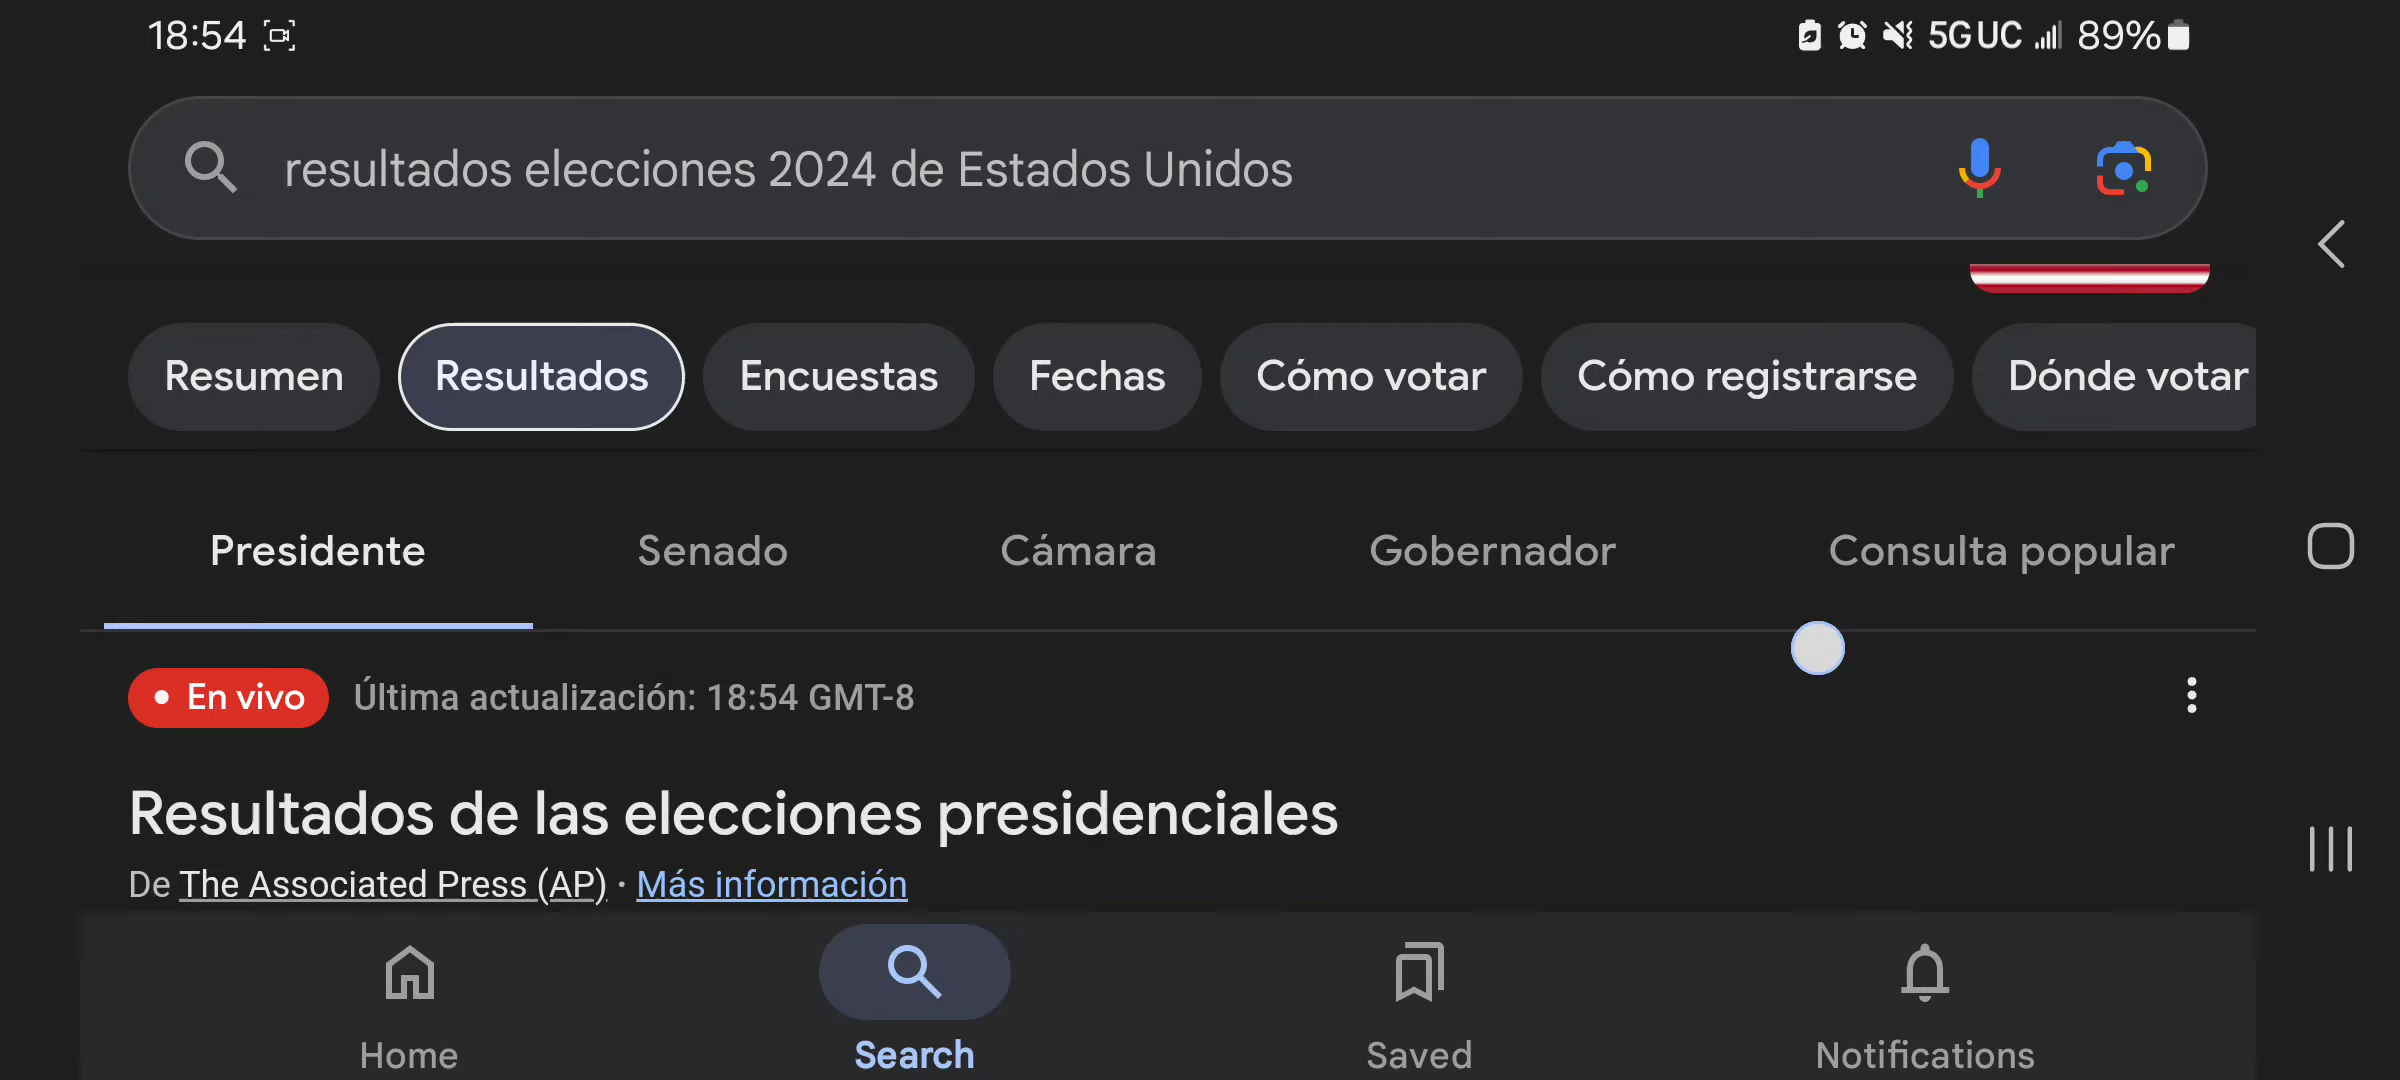 18:54 5G UC 89%
resultados elecciones 2024 de Estados Unidos
Resumen Resultados Encuestas Fechas Cómo votar Cómo registrarse Dónde votar
Presidente Senado Cámara Gobernador Consulta popular
En vivo Última actualización: 18:54 GMT-8
Resultados de las elecciones presidenciales
De The Associated Press (AP) · Más información
Home Search Saved Notifications